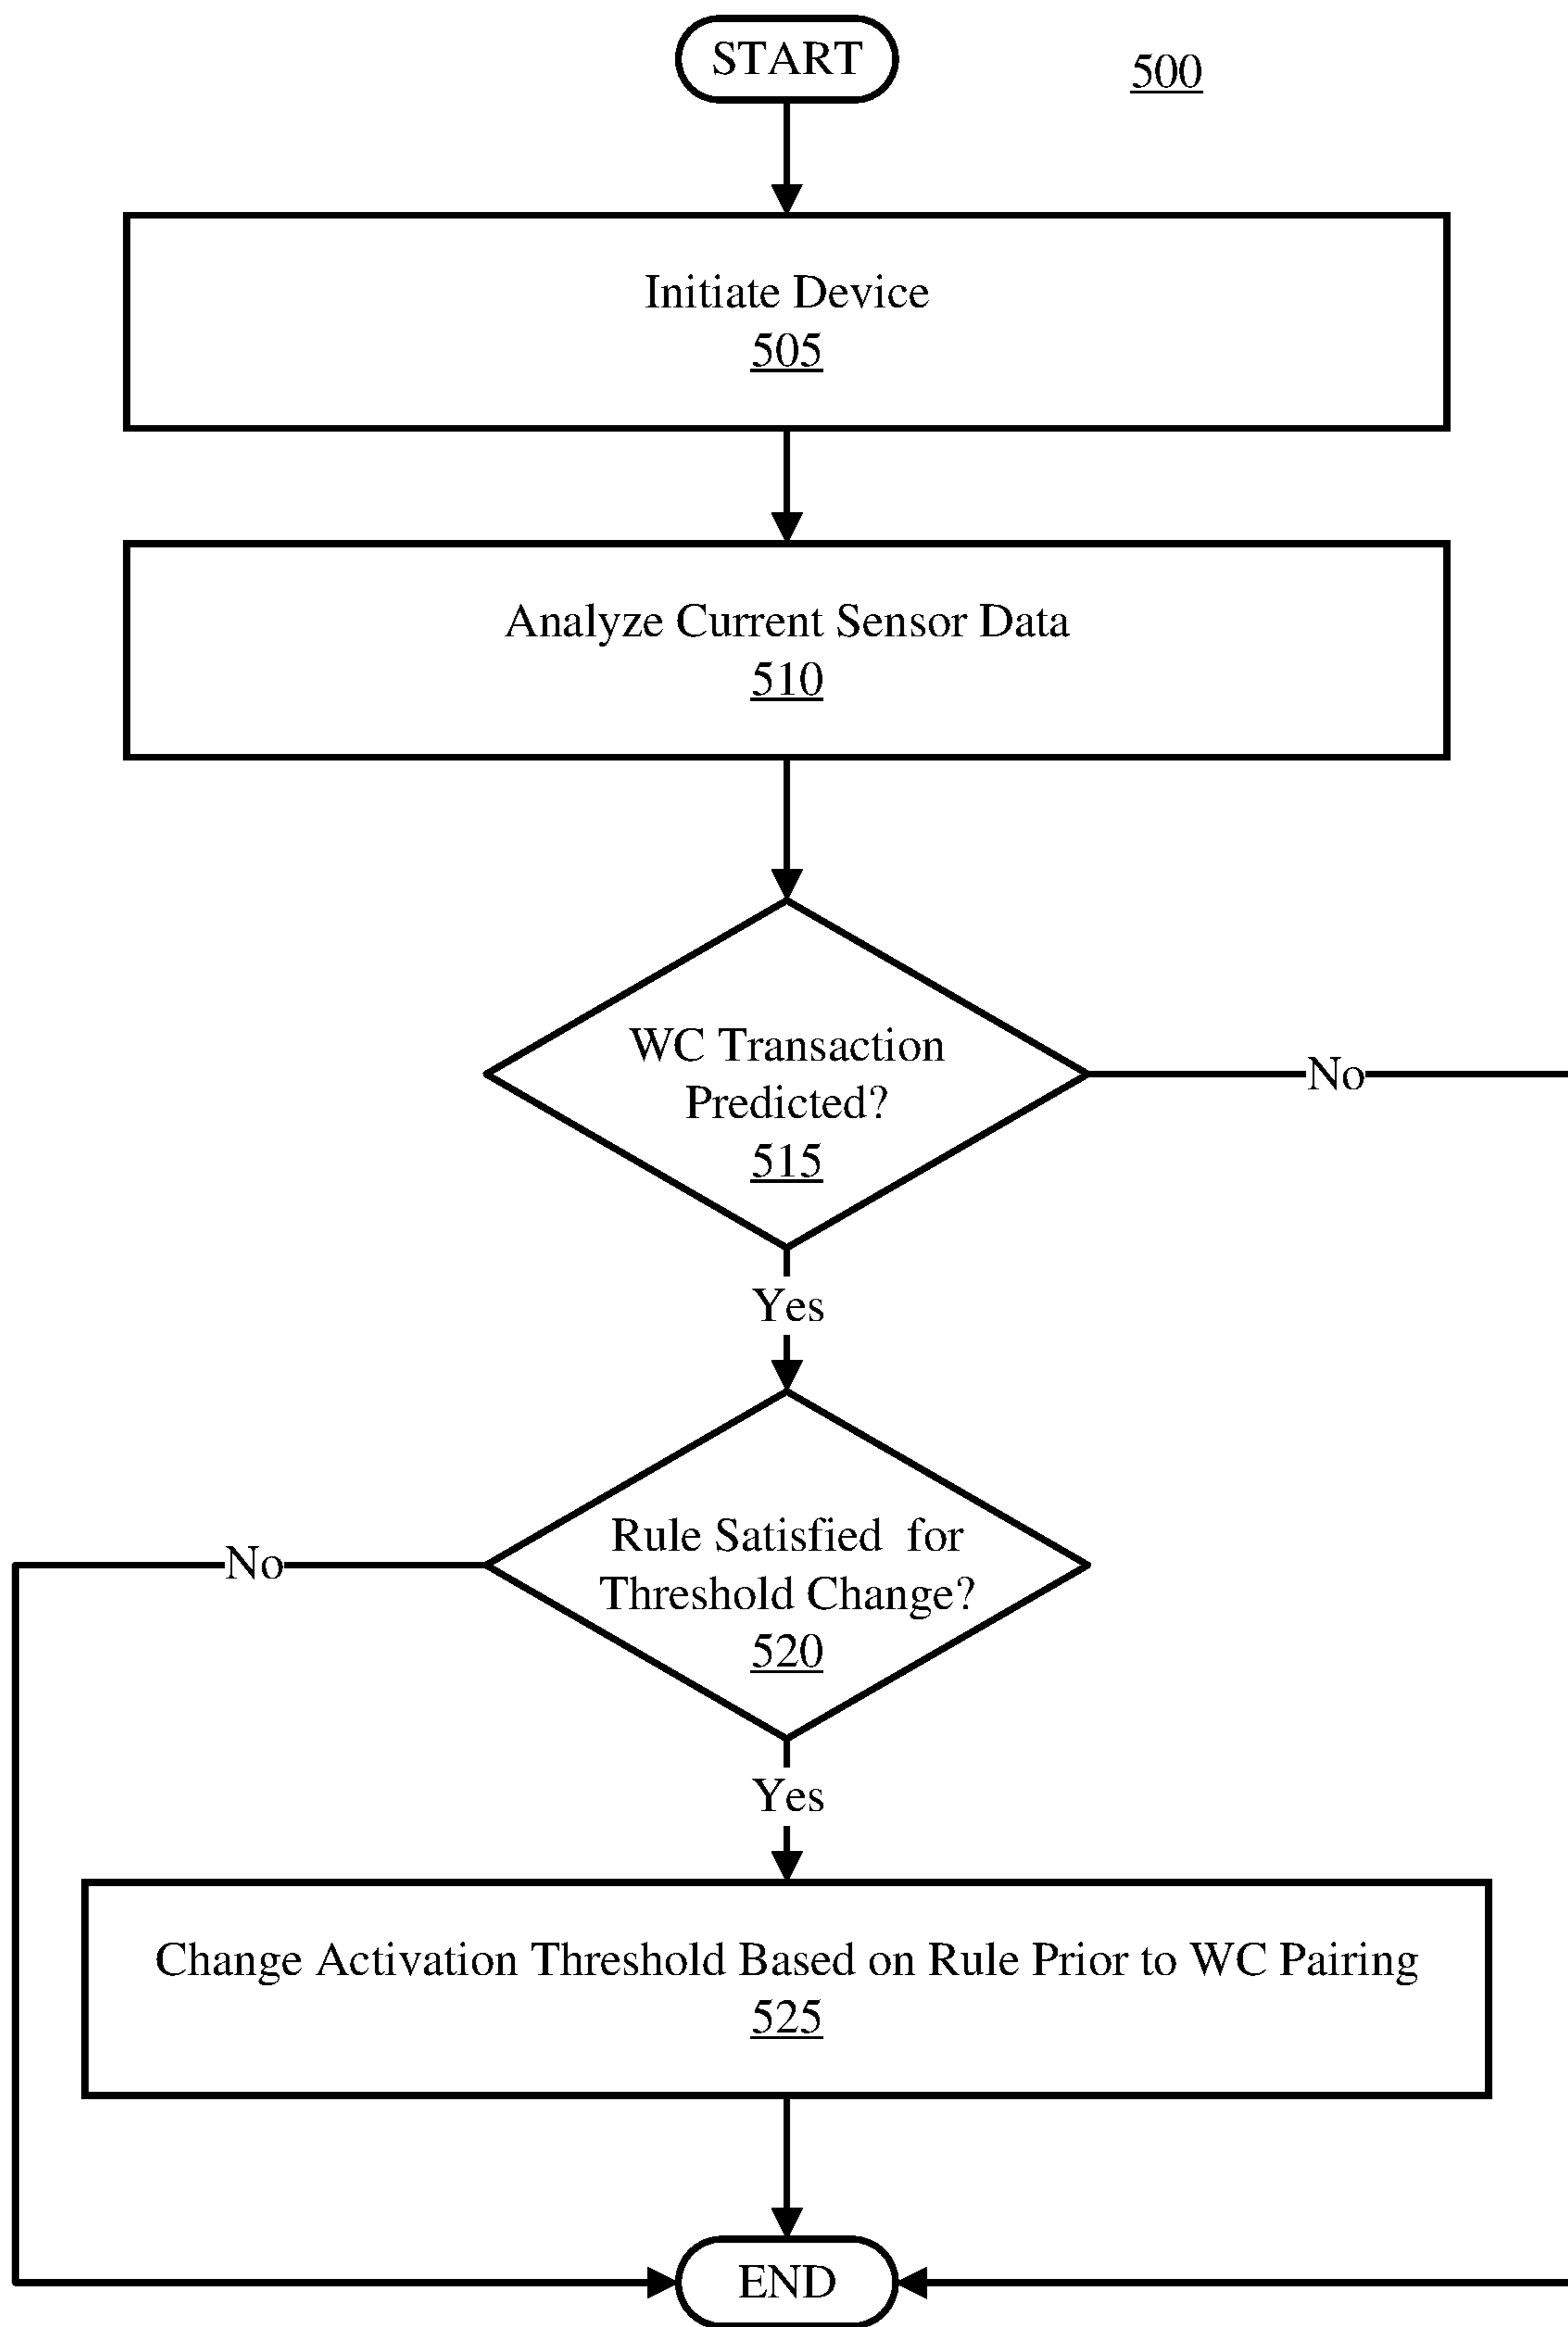 START
500
Initiate Device
505
Analyze Current Sensor Data
510
WC Transaction
Predicted?
515
No
Yes
Rule Satisfied for
Threshold Change?
520
No
Yes
Change Activation Threshold Based on Rule Prior to WC Pairing
525
END